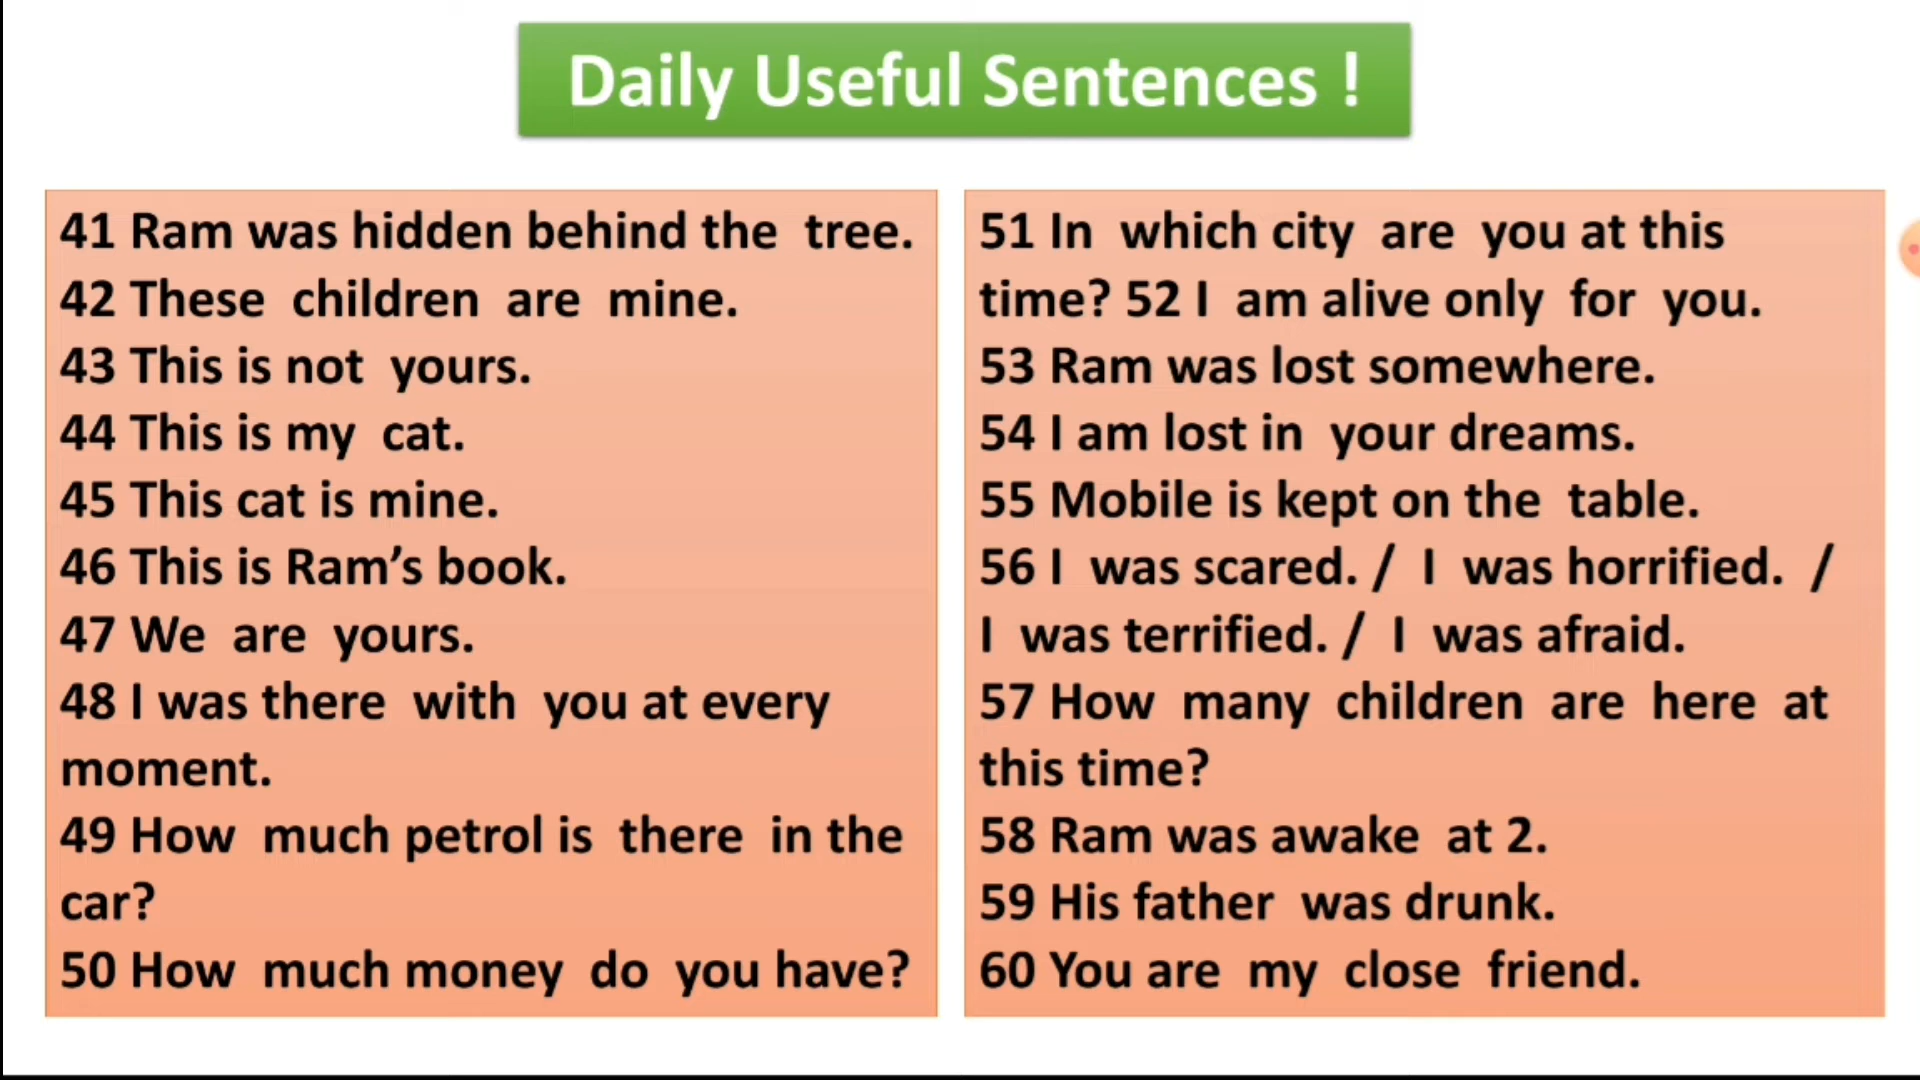 Daily Useful Sentences !
41 Ram was hidden behind the tree.
42 These children are mine.
43 This is not yours.
44 This is my cat.
45 This cat is mine.
46 This is Ram’s book.
47 We are yours.
48 I was there with you at every
moment.
49 How much petrol is there in the
car?
50 How much money do you have?
51 In which city are you at this
time? 52 I am alive only for you.
53 Ram was lost somewhere.
54 I am lost in your dreams.
55 Mobile is kept on the table.
56 I was scared. / I was horrified. /
I was terrified. / I was afraid.
57 How many children are here at
this time?
58 Ram was awake at 2.
59 His father was drunk.
60 You are my close friend.